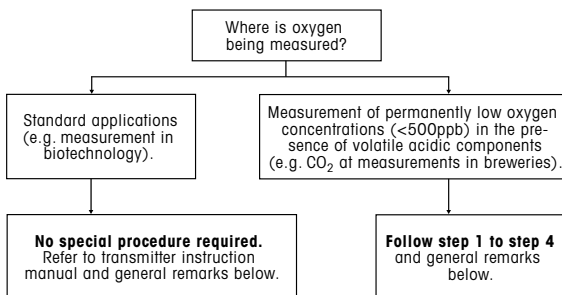 Where is oxygen
being measured?
Standard applications
(e.g. measurement in
biotechnology).
Measurement of permanently low oxygen
concentrations (<500ppb) in the pre-
sence of volatile acidic components
(e.g. CO₂ at measurements in breweries).
No special procedure required.
Refer to transmitter instruction
manual and general remarks below.
Follow step 1 to step 4
and general remarks
below.